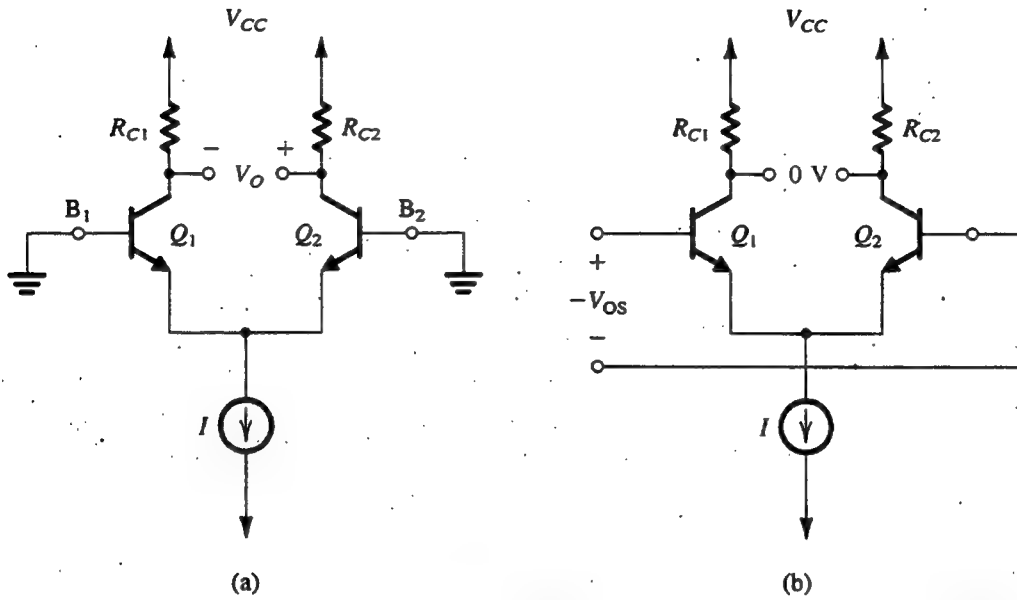 V_CC
V_CC
R_C1
R_C2
R_C1
R_C2
− V_O +
0 V
B_1
Q_1
Q_2
B_2
Q_1
Q_2
+
−V_OS
−
I
I
(a)
(b)